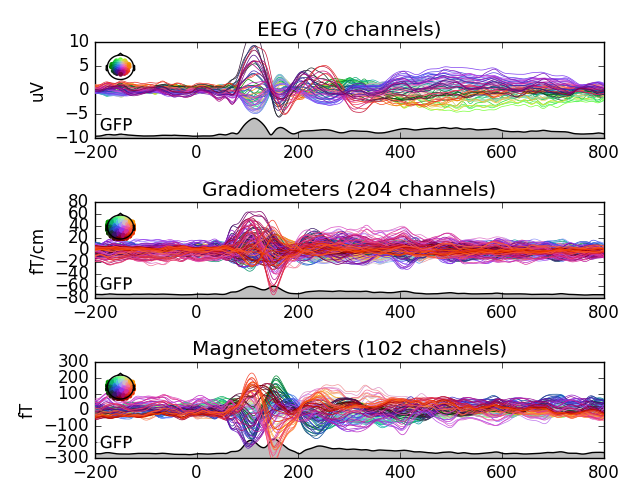 EEG (70 channels)
10
5
0
−5
−10
uV
GFP
−200 0 200 400 600 800
Gradiometers (204 channels)
80
60
40
20
0
−20
−40
−60
−80
fT/cm
GFP
−200 0 200 400 600 800
Magnetometers (102 channels)
300
200
100
0
−100
−200
−300
fT
GFP
−200 0 200 400 600 800